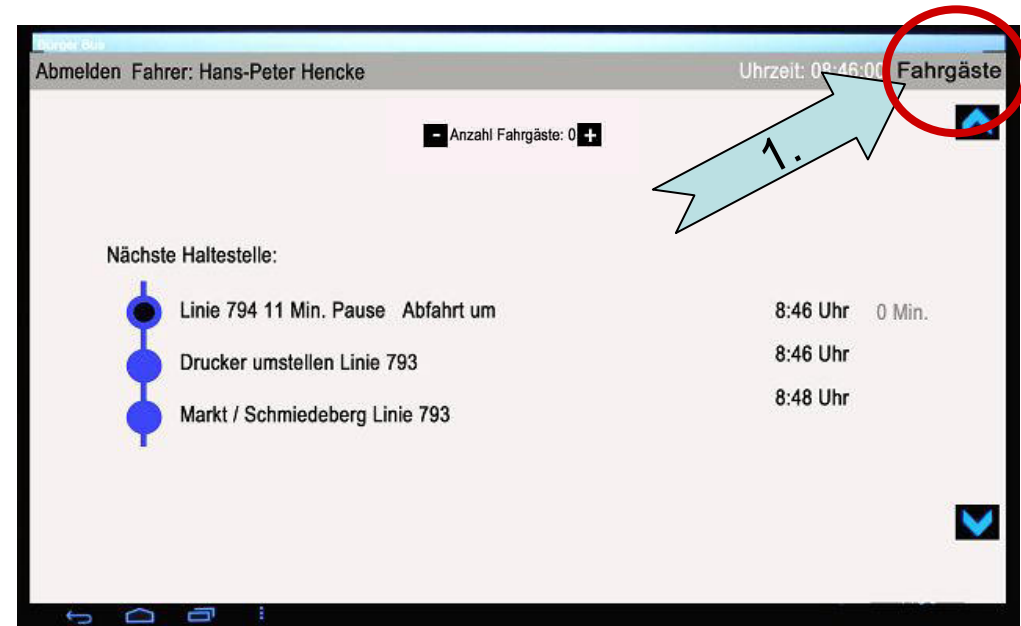 Bürger Bus
Abmelden Fahrer: Hans-Peter Hencke Uhrzeit: 08:46:00 Fahrgäste
- Anzahl Fahrgäste: 0 +
1.
Nächste Haltestelle:
Linie 794 11 Min. Pause Abfahrt um 8:46 Uhr 0 Min.
Drucker umstellen Linie 793 8:46 Uhr
Markt / Schmiedeberg Linie 793 8:48 Uhr